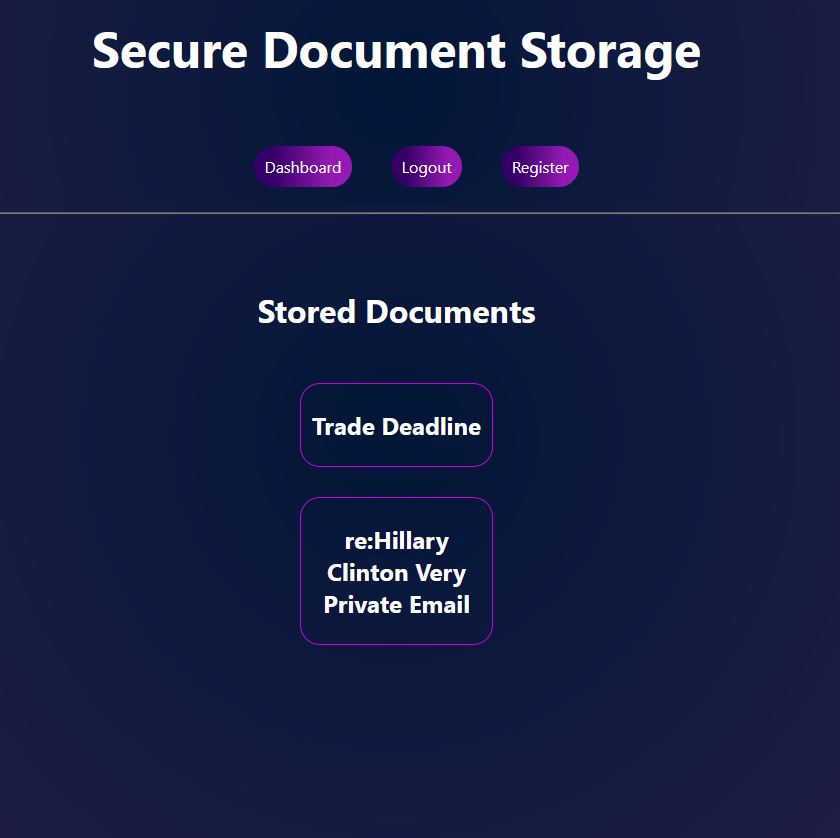 Secure Document Storage
Dashboard Logout Register
Stored Documents
Trade Deadline
re:Hillary
Clinton Very
Private Email